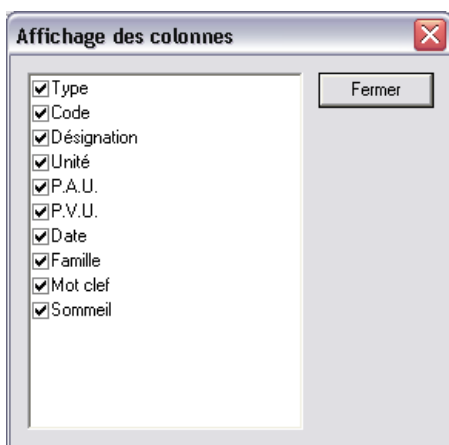 Affichage des colonnes
Type
Fermer
Code
Désignation
Unité
P.A.U.
P.V.U.
Date
Famille
Mot clef
Sommeil